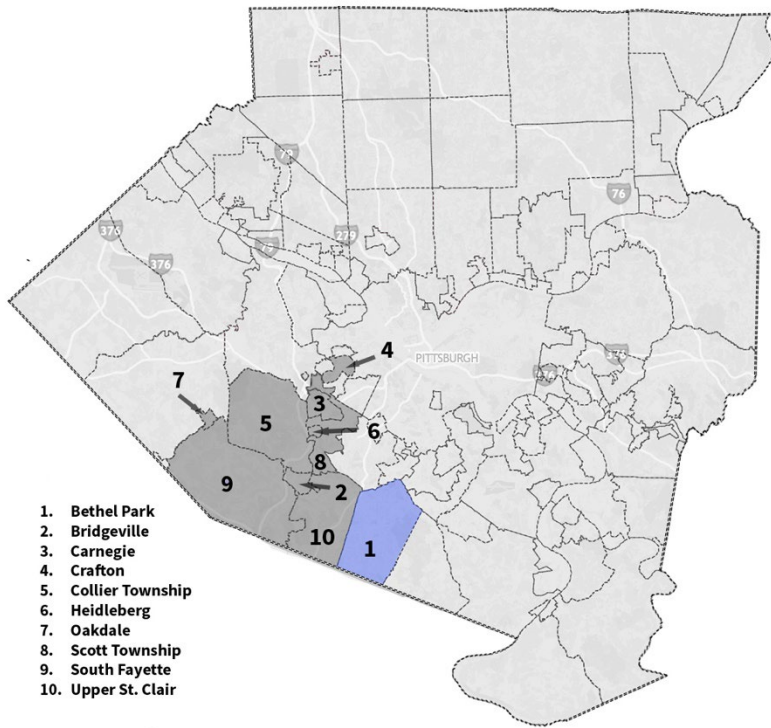 79
76
376
279
79
376
4
PITTSBURGH
376
376
7
3
5
6
8
9
2
10
1
1. Bethel Park
2. Bridgeville
3. Carnegie
4. Crafton
5. Collier Township
6. Heidleberg
7. Oakdale
8. Scott Township
9. South Fayette
10. Upper St. Clair